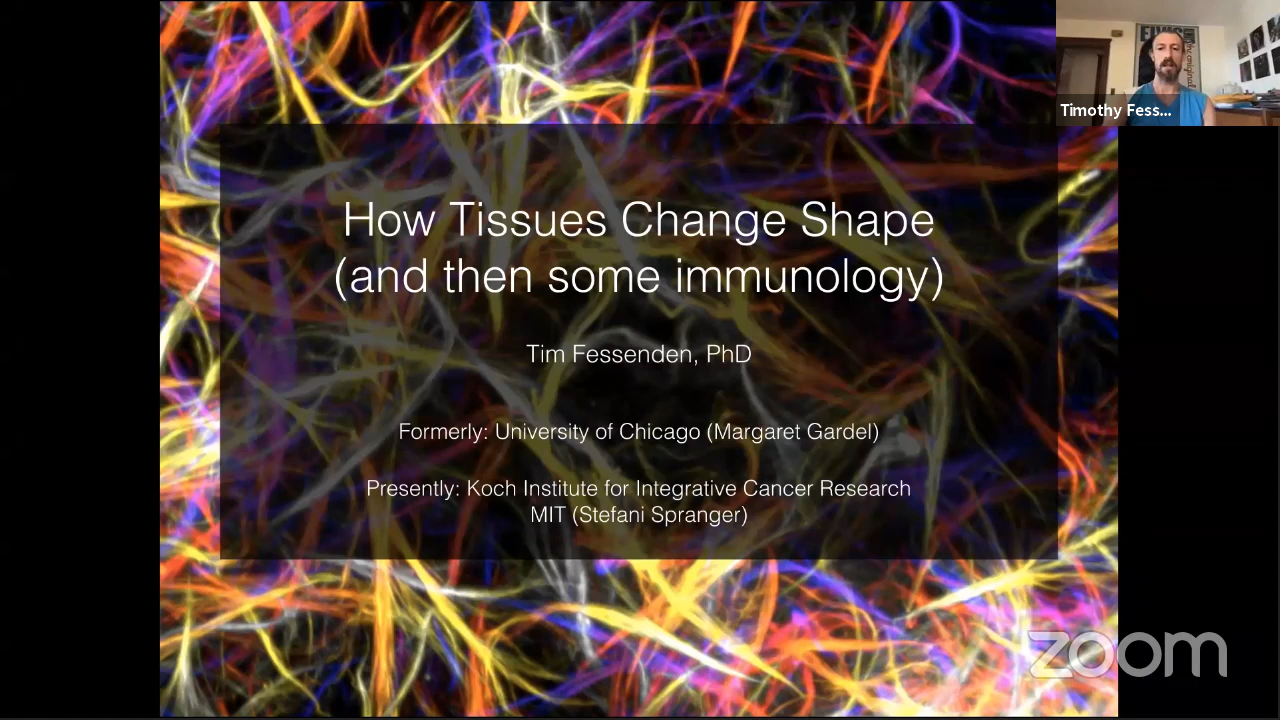 How Tissues Change Shape
(and then some immunology)
Tim Fessenden, PhD
Formerly: University of Chicago (Margaret Gardel)
Presently: Koch Institute for Integrative Cancer Research
MIT (Stefani Spranger)
Timothy Fess...
zoom